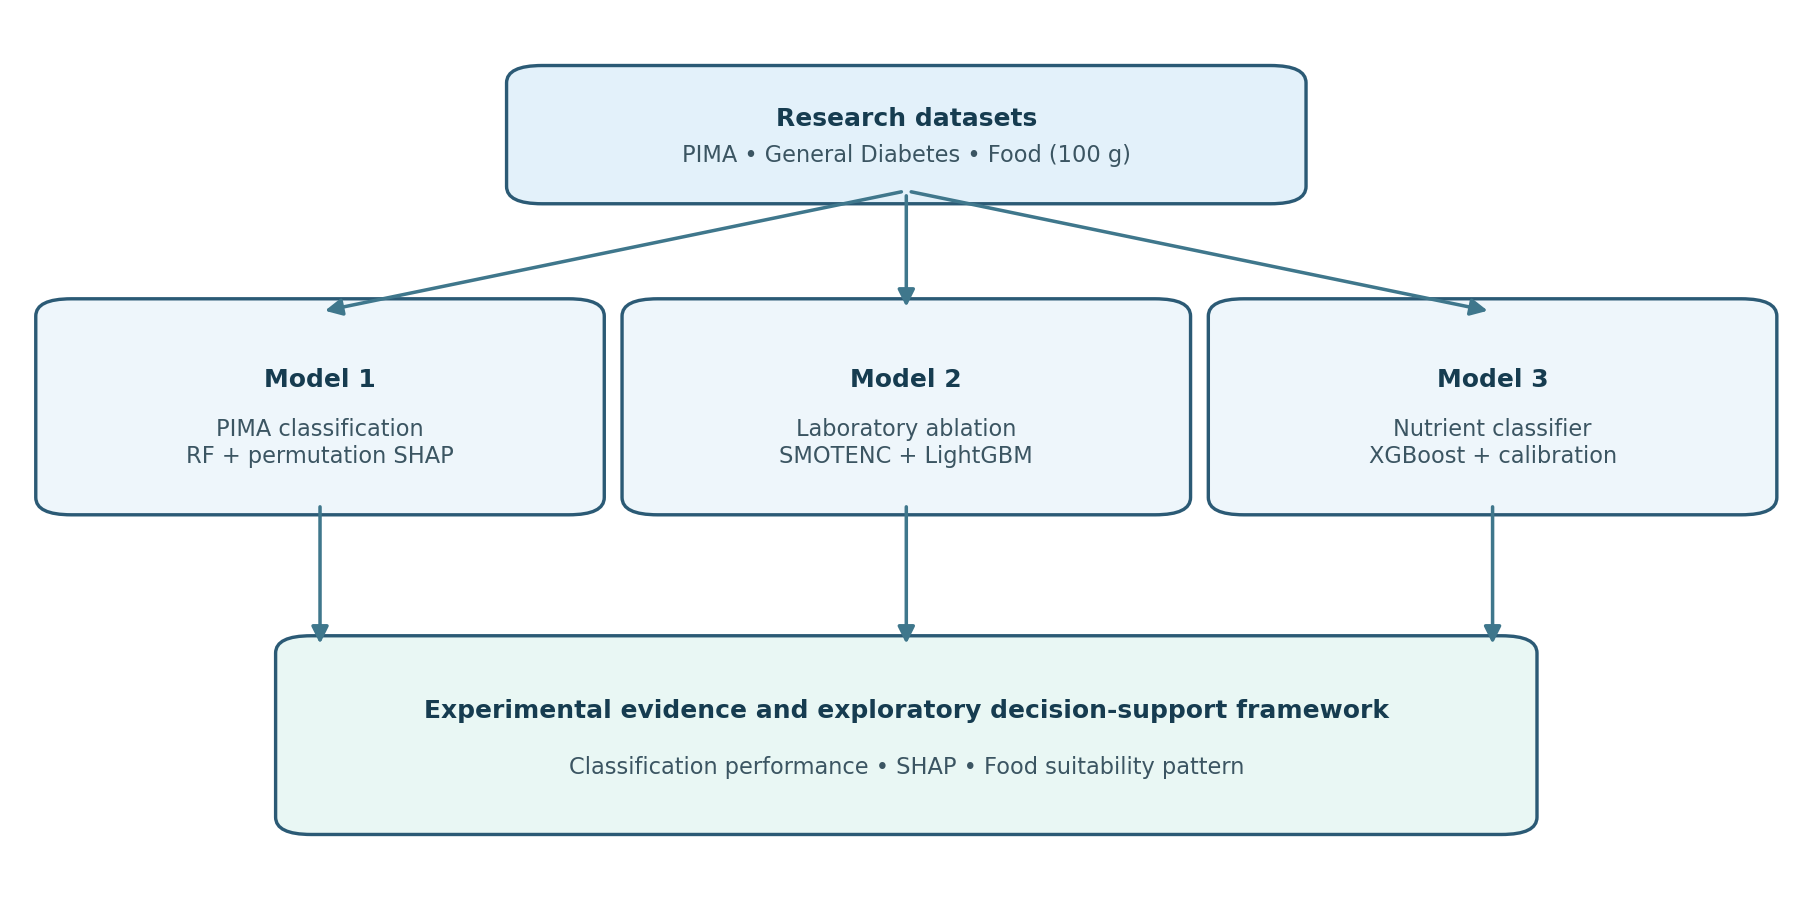 Research datasets
PIMA • General Diabetes • Food (100 g)
Model 1
PIMA classification
RF + permutation SHAP
Model 2
Laboratory ablation
SMOTENC + LightGBM
Model 3
Nutrient classifier
XGBoost + calibration
Experimental evidence and exploratory decision-support framework
Classification performance • SHAP • Food suitability pattern